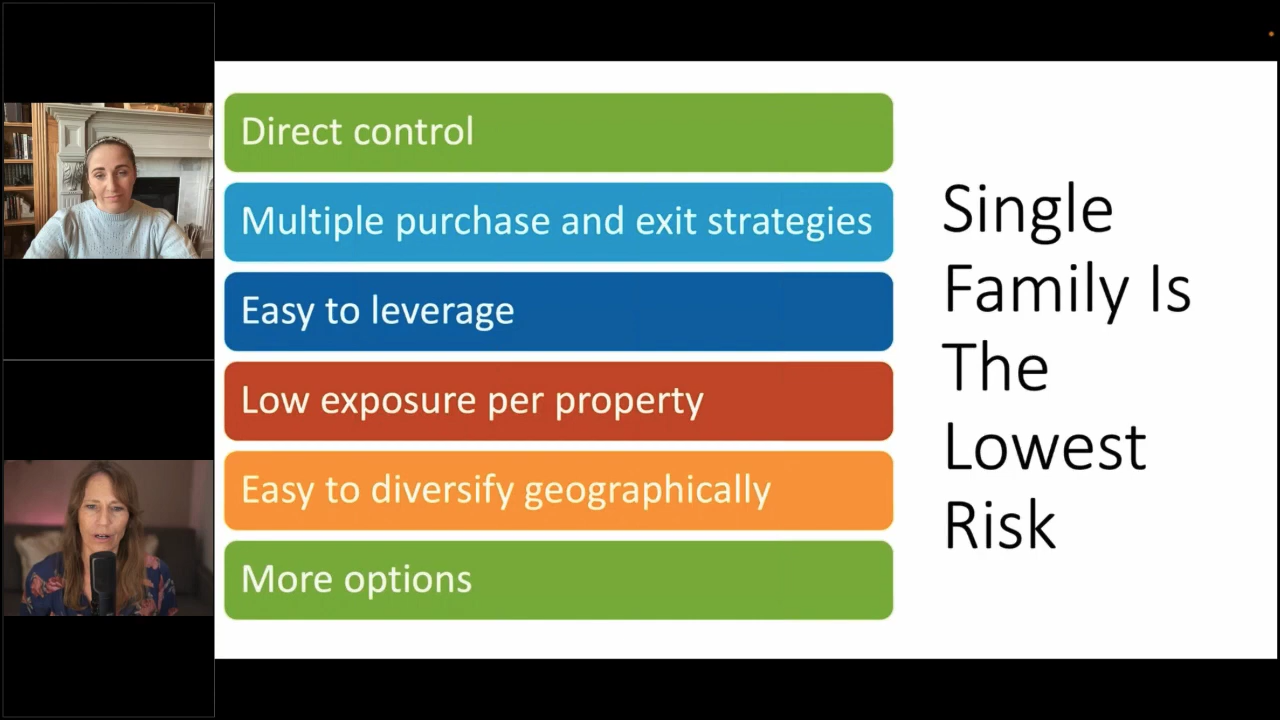 Direct control
Multiple purchase and exit strategies
Easy to leverage
Low exposure per property
Easy to diversify geographically
More options
Single
Family Is
The
Lowest
Risk